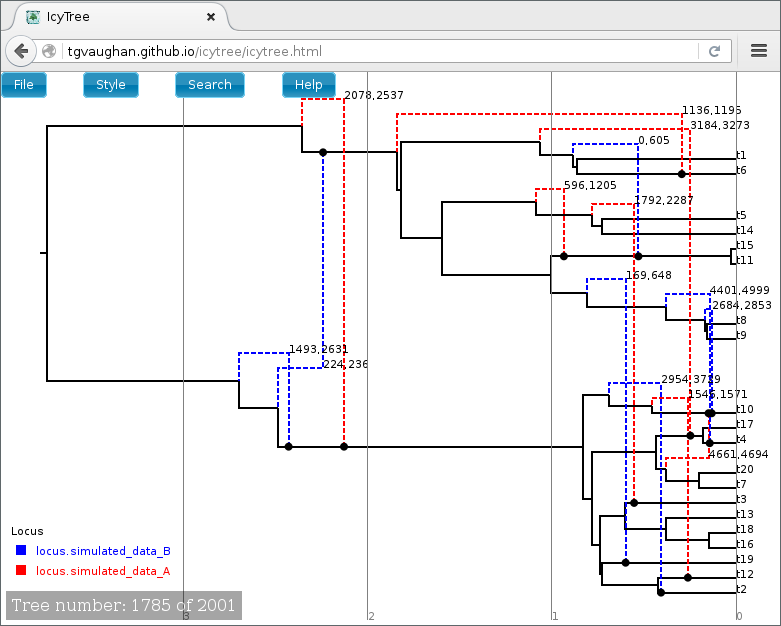 IcyTree
tgvaughan.github.io/icytree/icytree.html
File Style Search Help
2078,2537
1136,1195
3184,3273
0,605
t1
t6
596,1205
1792,2287
t5
t14
t15
t11
169,648
4401,4999
2684,2853
t8
t9
1493,2631
224,236
2954,3729
1545,1571
t10
t17
t4
4661,4694
t20
t7
t3
t13
t18
t16
t19
t12
t2
Locus
locus.simulated_data_B
locus.simulated_data_A
Tree number: 1785 of 2001
3 2 1 0